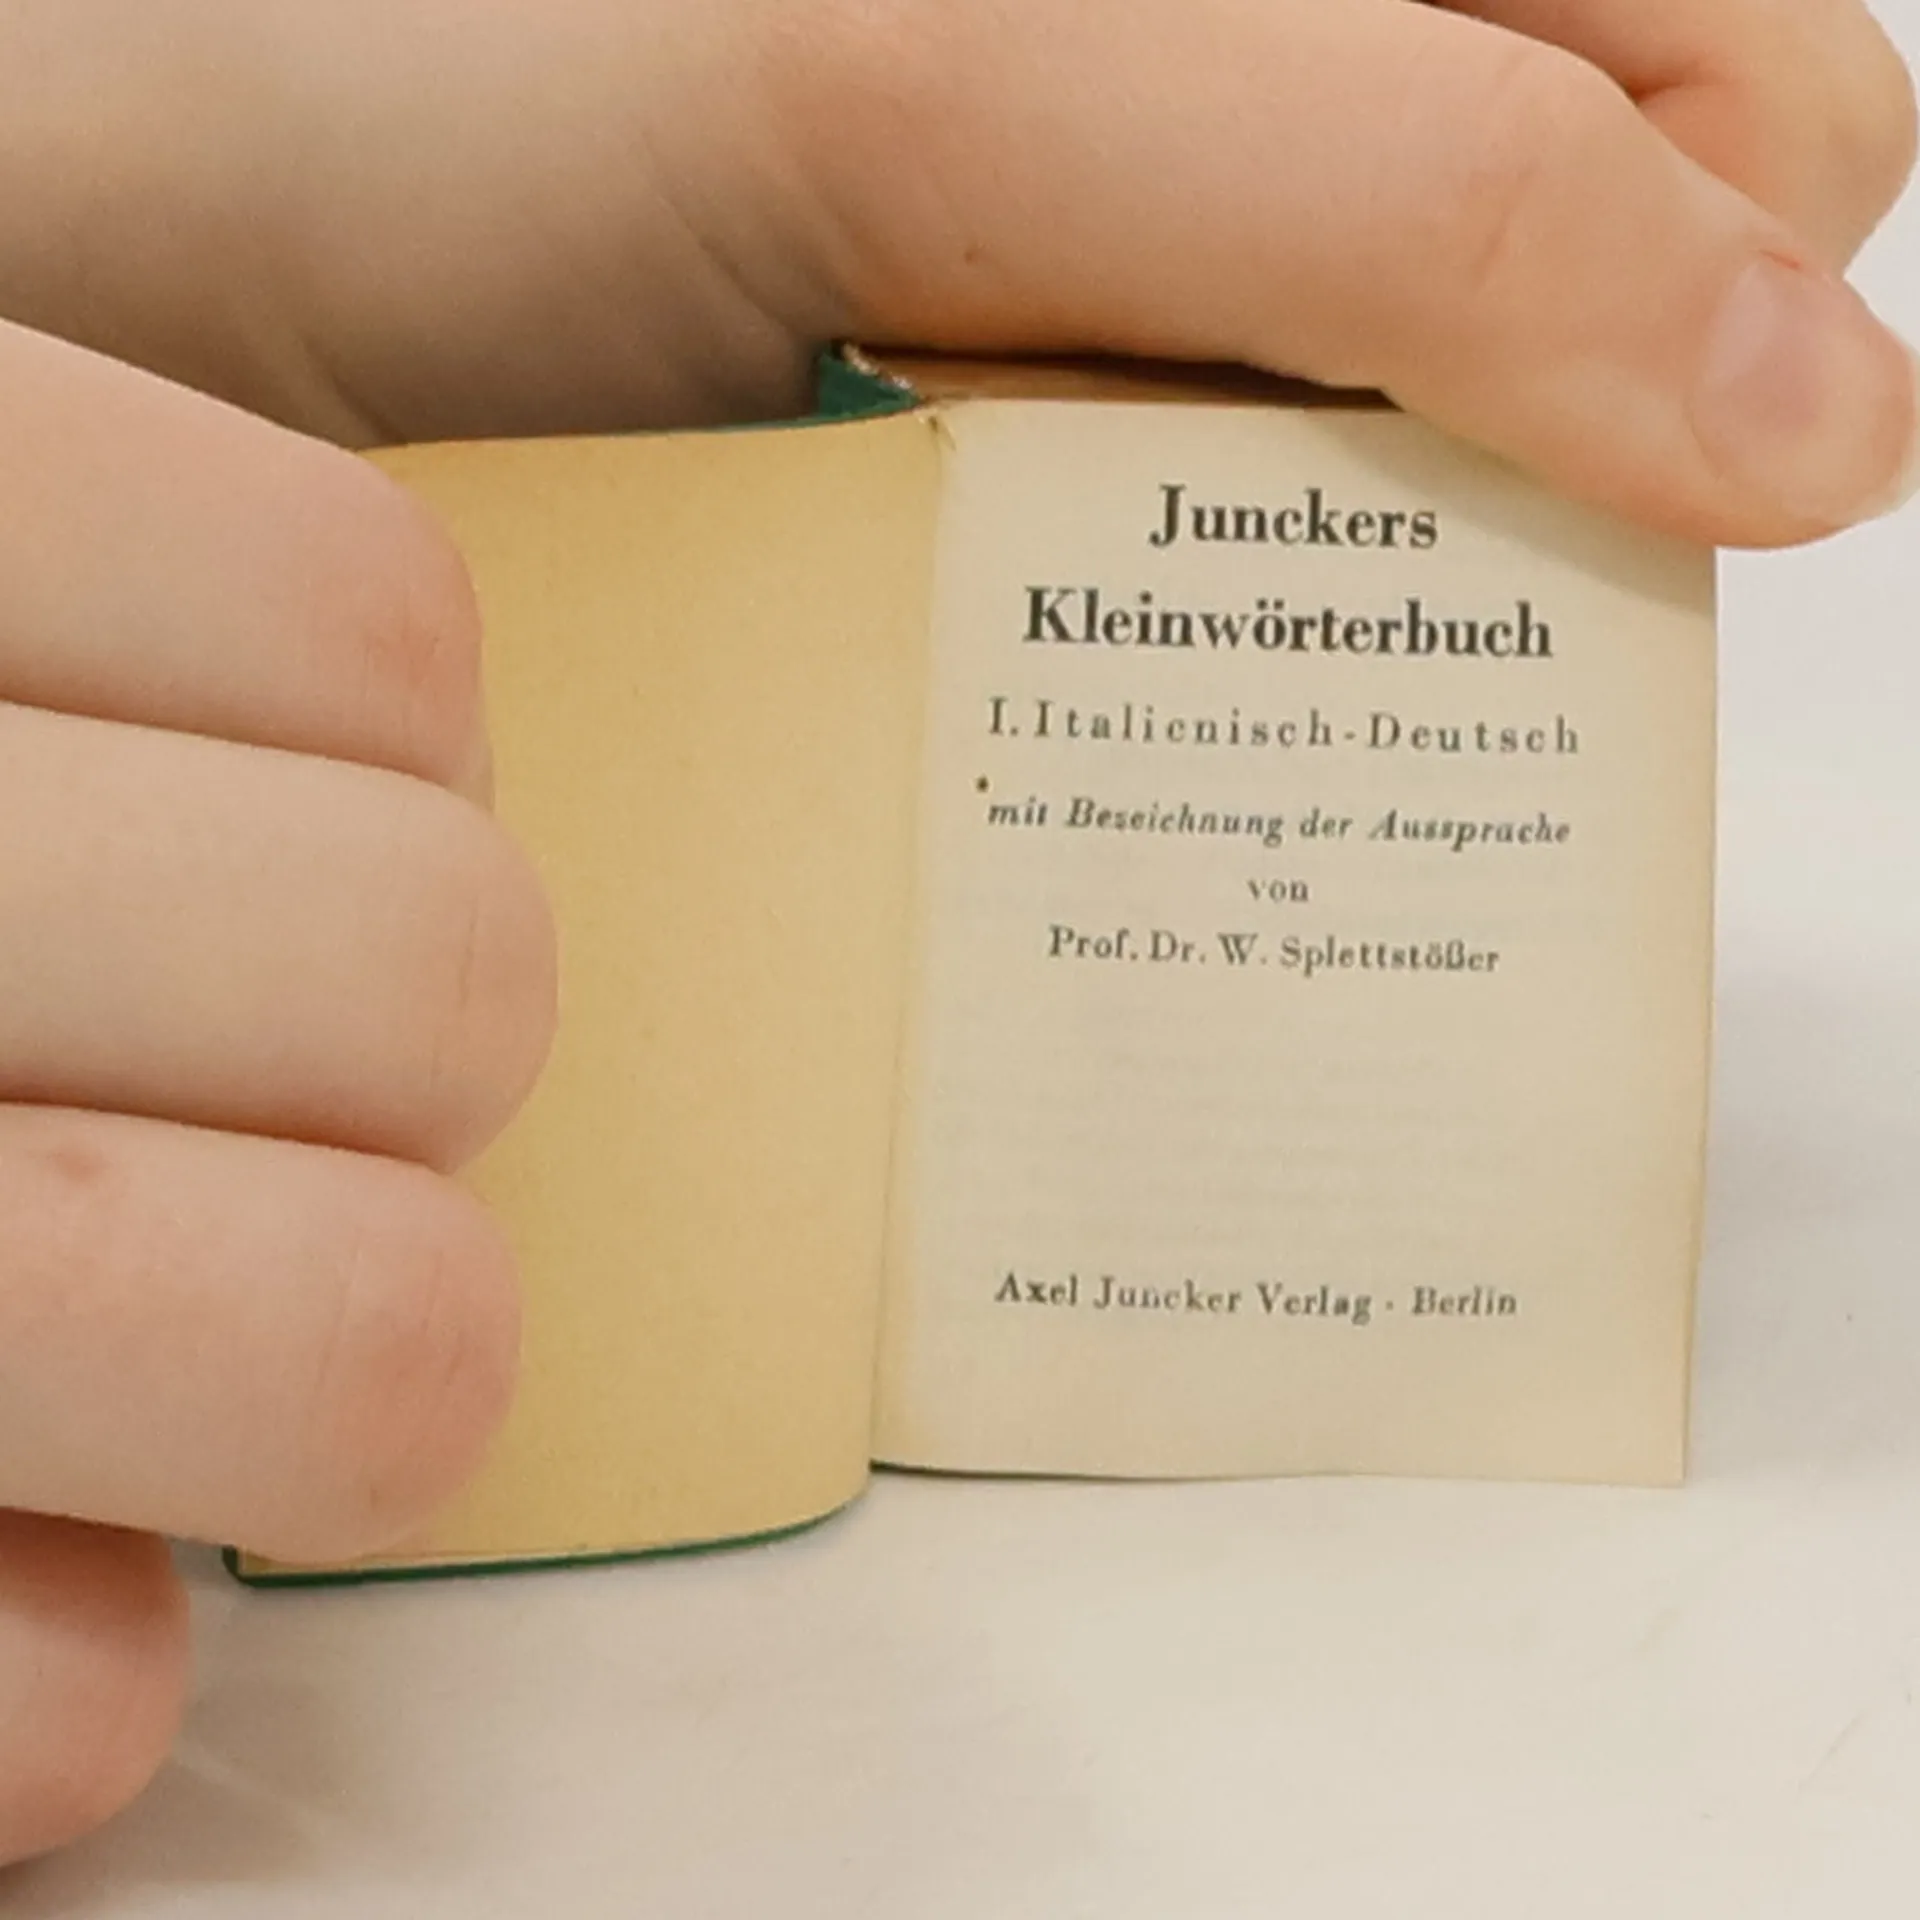 Junckers
Kleinwörterbuch
I. Italienisch-Deutsch
mit Bezeichnung der Aussprache
von
Prof. Dr. W. Splettstößer
Axel Juncker Verlag · Berlin